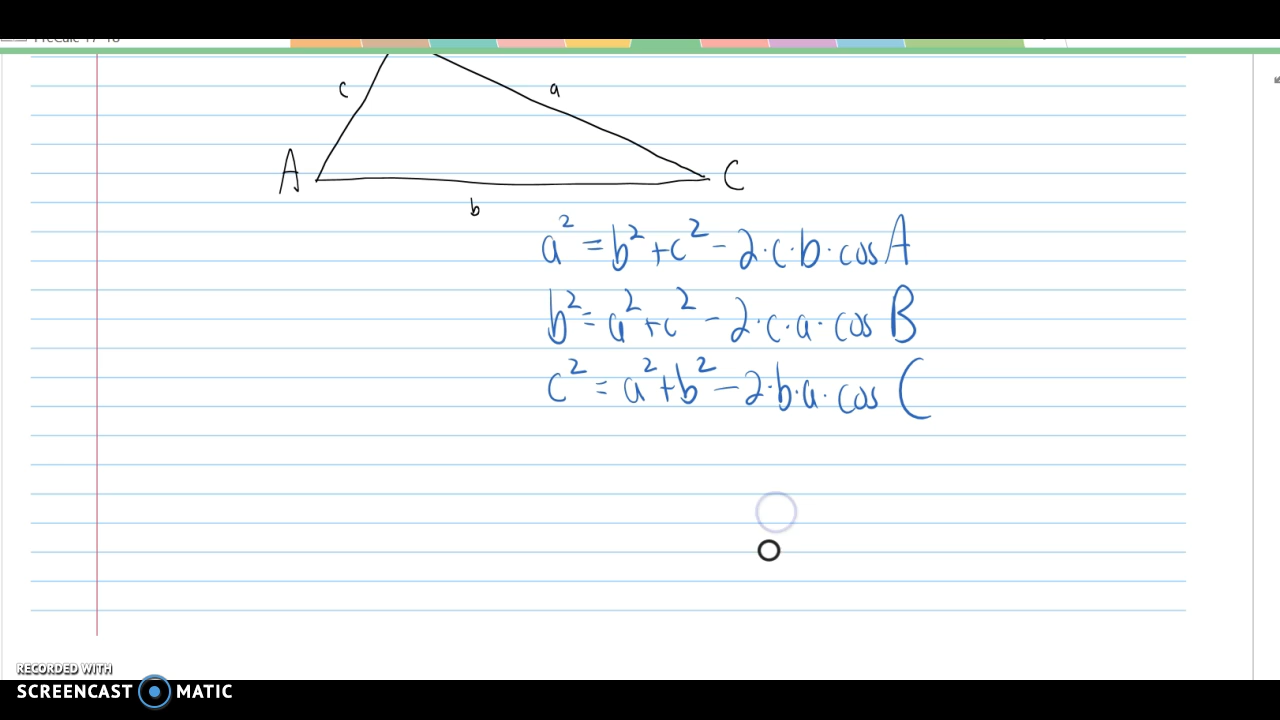 c
a
A
C
b
a² = b² + c² - 2·c·b·cos A
b² = a² + c² - 2·c·a·cos B
c² = a² + b² - 2·b·a·cos C
RECORDED WITH
SCREENCAST MATIC